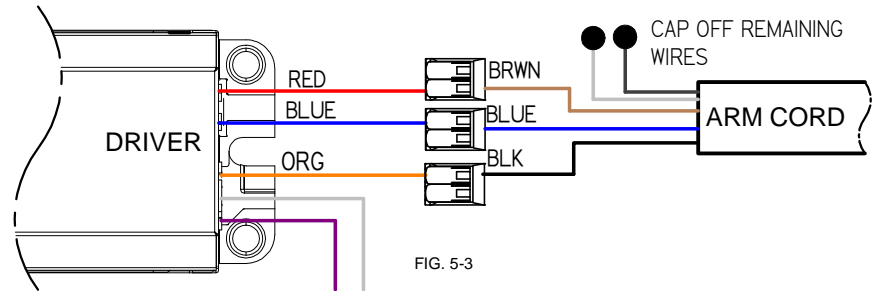 CAP OFF REMAINING
WIRES
RED
BRWN
BLUE
BLUE
DRIVER
ARM CORD
ORG
BLK
FIG. 5-3